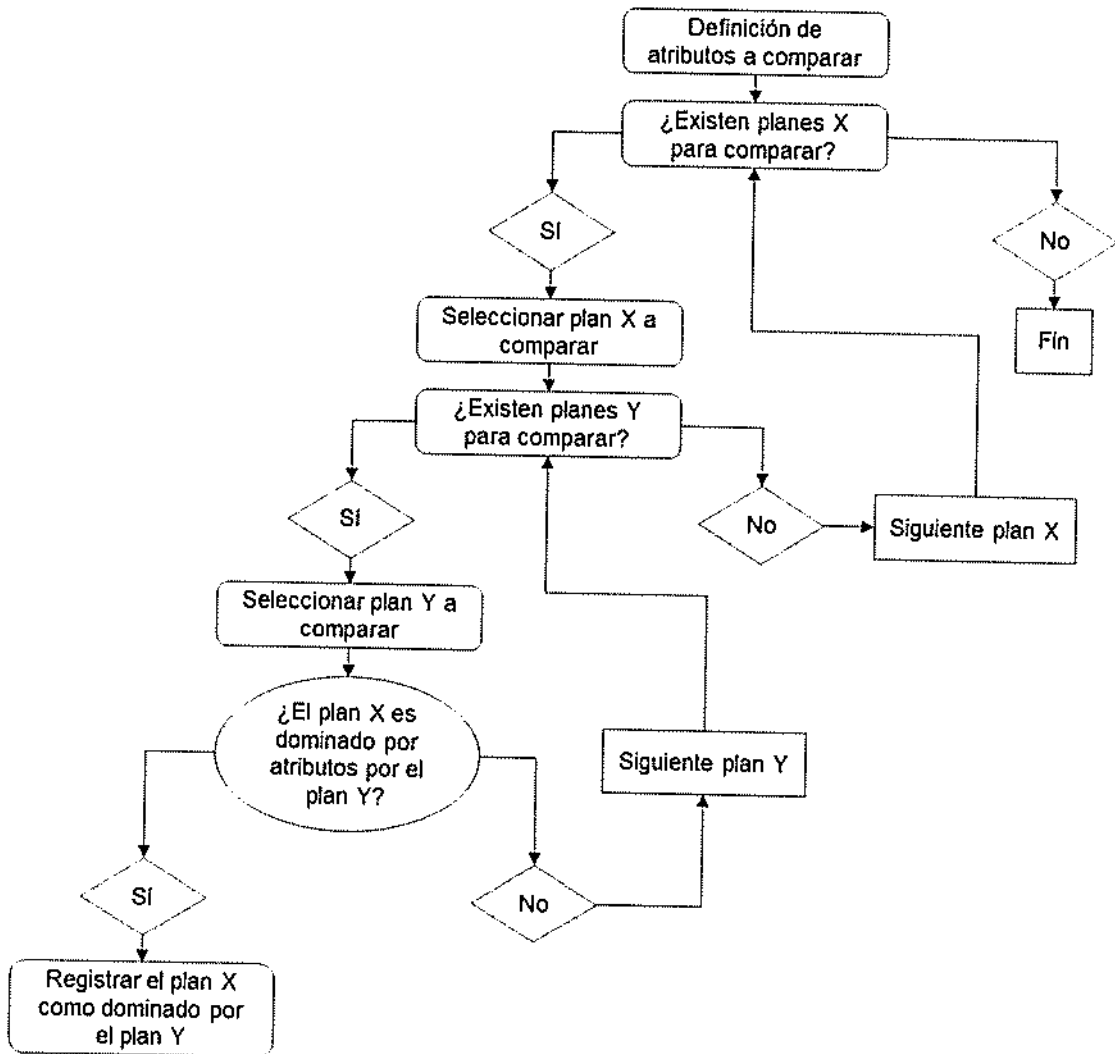 Definición de
atributos a comparar
¿Existen planes X
para comparar?
Sí
No
Seleccionar plan X a
comparar
Fín
¿Existen planes Y
para comparar?
Sí
No
Siguiente plan X
Seleccionar plan Y a
comparar
¿El plan X es
dominado por
atributos por el
plan Y?
Siguiente plan Y
Sí
No
Registrar el plan X
como dominado por
el plan Y